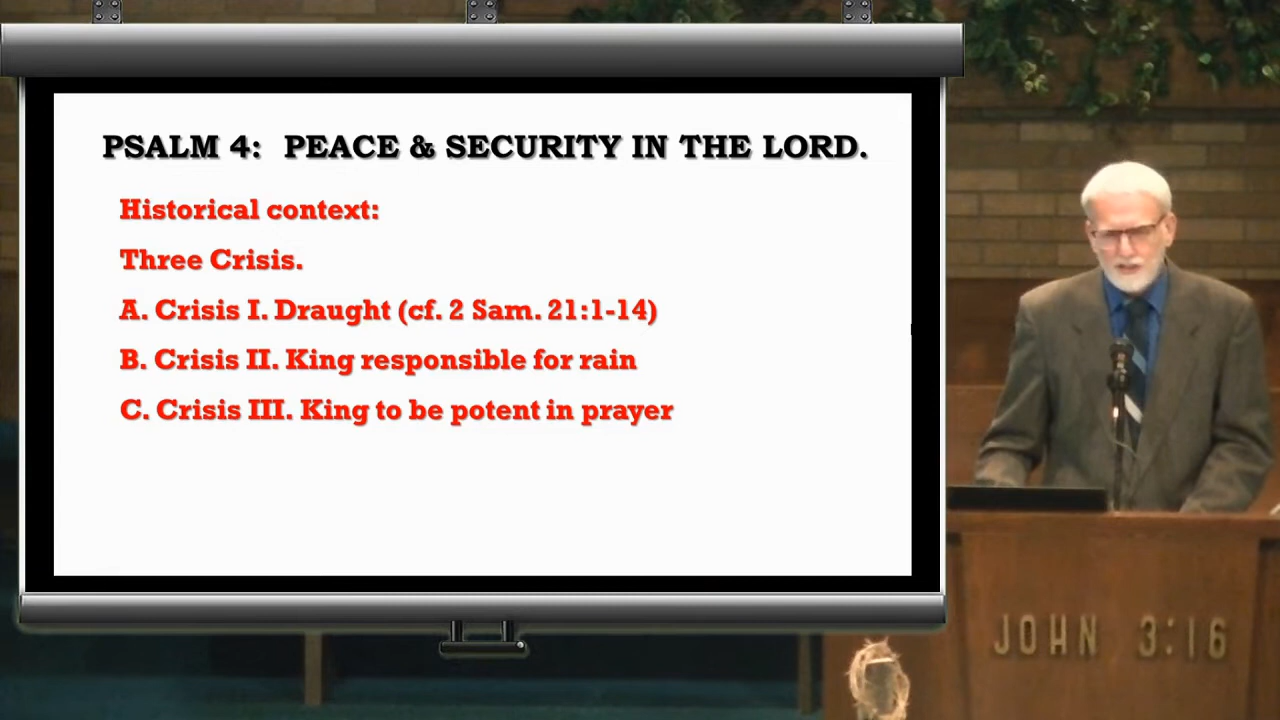 PSALM 4: PEACE & SECURITY IN THE LORD.
Historical context:
Three Crisis.
A. Crisis I. Draught (cf. 2 Sam. 21:1-14)
B. Crisis II. King responsible for rain
C. Crisis III. King to be potent in prayer
JOHN 3:16